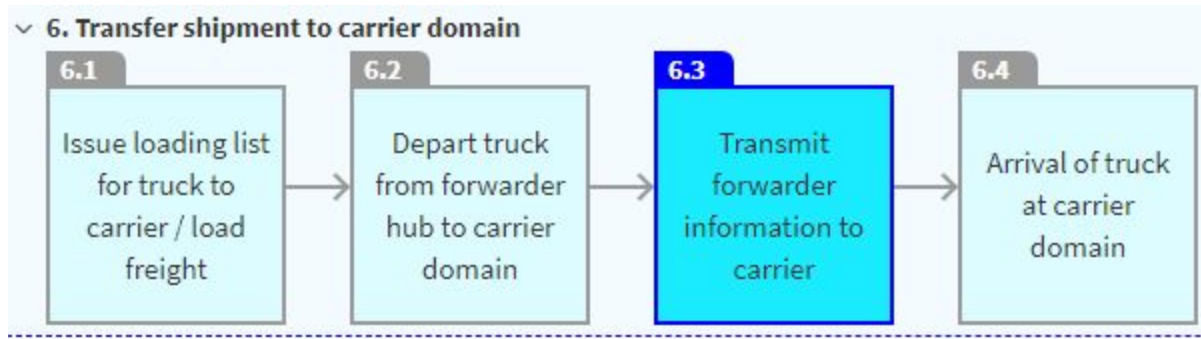 6. Transfer shipment to carrier domain
6.1
Issue loading list
for truck to
carrier / load
freight
6.2
Depart truck
from forwarder
hub to carrier
domain
6.3
Transmit
forwarder
information to
carrier
6.4
Arrival of truck
at carrier
domain